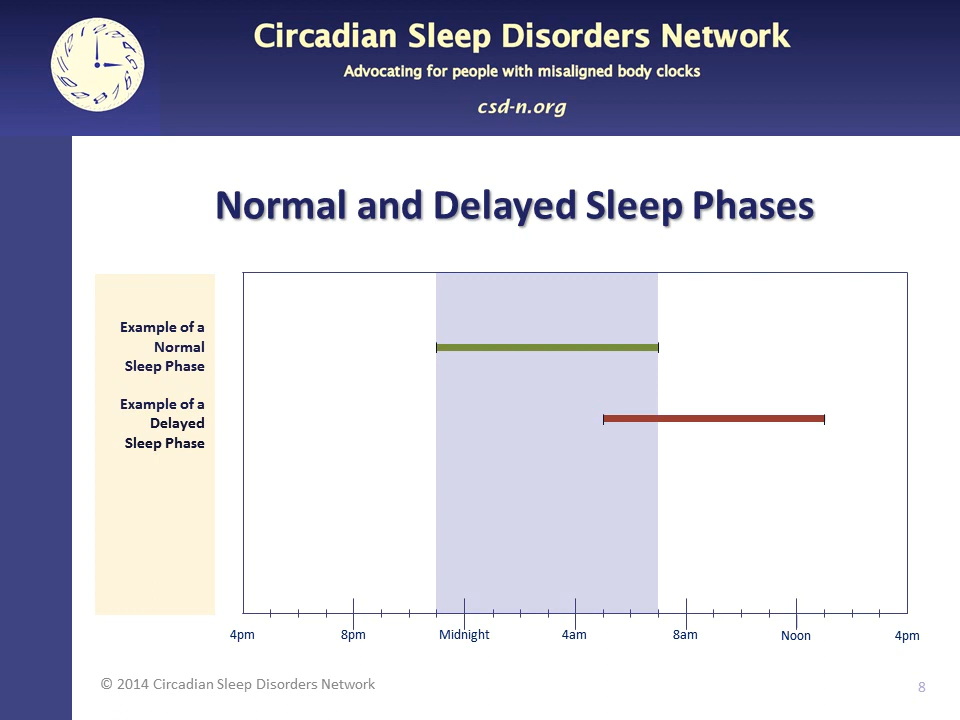 Circadian Sleep Disorders Network
Advocating for people with misaligned body clocks
csd-n.org
Normal and Delayed Sleep Phases
Example of a
Normal
Sleep Phase
Example of a
Delayed
Sleep Phase
4pm 8pm Midnight 4am 8am Noon 4pm
© 2014 Circadian Sleep Disorders Network
8